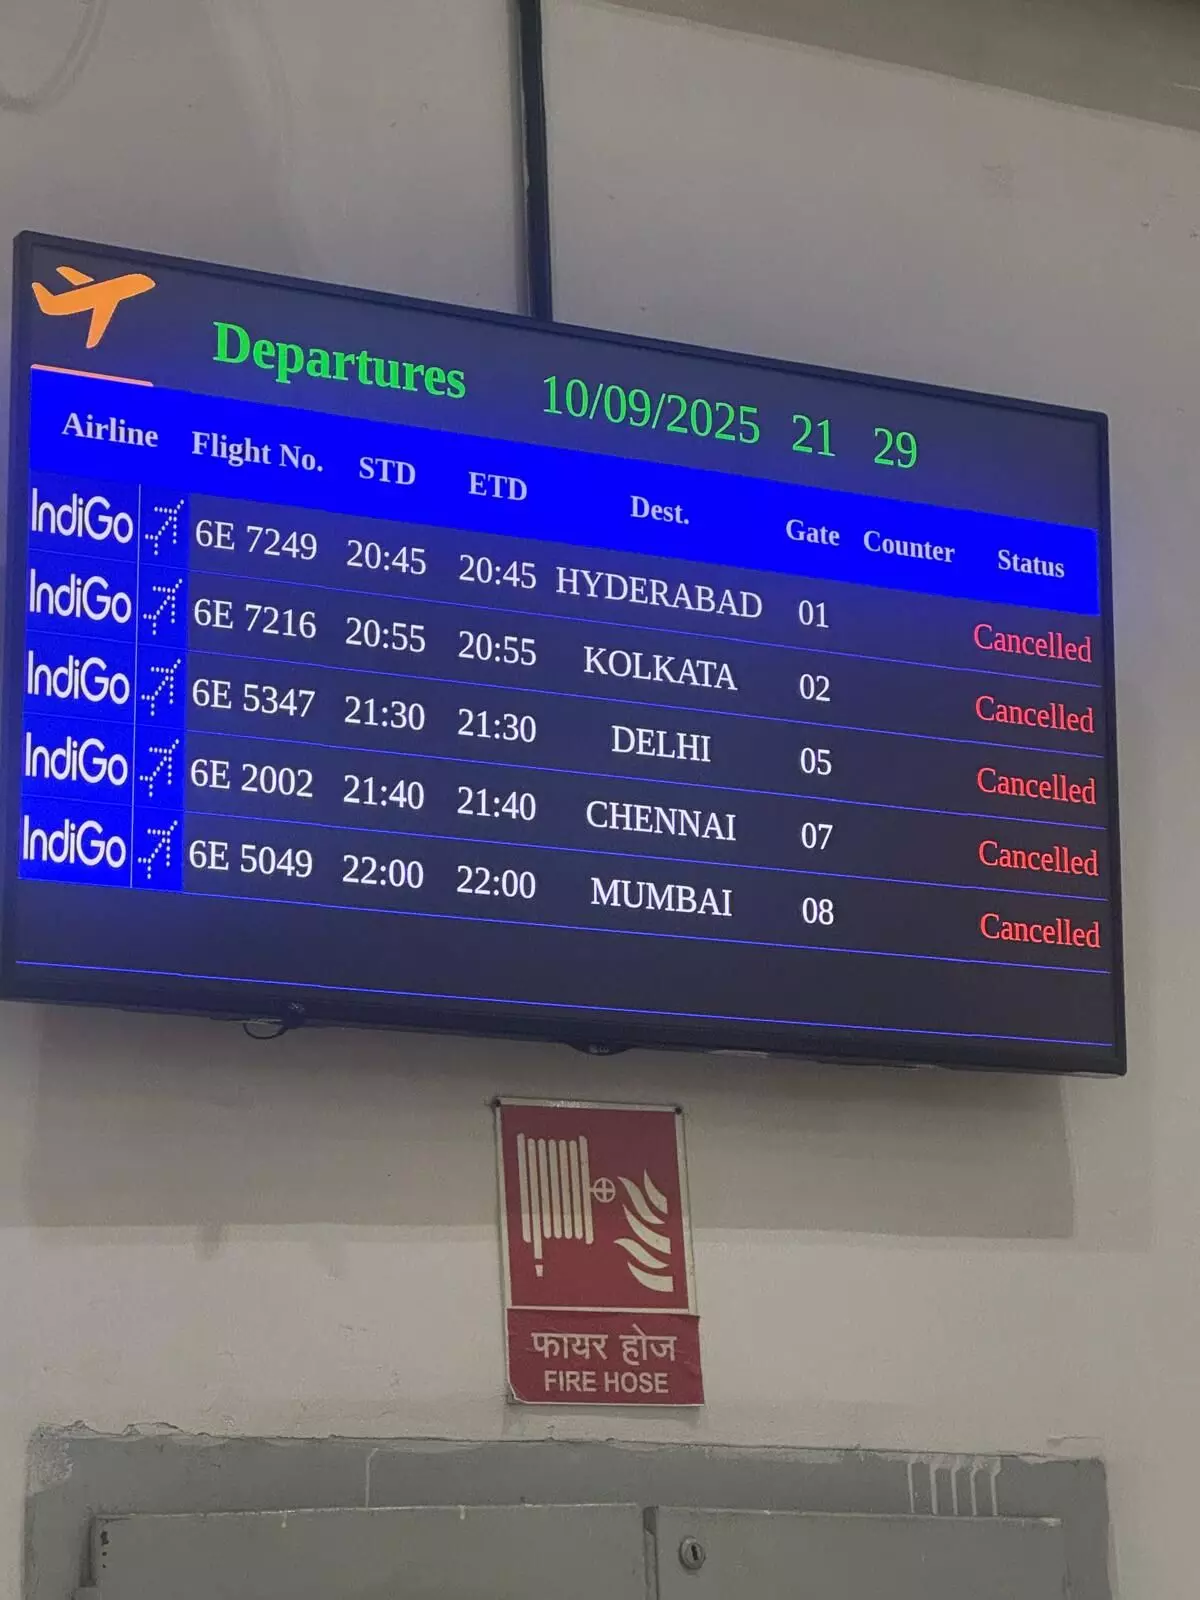 Departures 10/09/2025 21 29
Airline Flight No. STD ETD Dest. Gate Counter Status
IndiGo 6E 7249 20:45 20:45 HYDERABAD 01 Cancelled
IndiGo 6E 7216 20:55 20:55 KOLKATA 02 Cancelled
IndiGo 6E 5347 21:30 21:30 DELHI 05 Cancelled
IndiGo 6E 2002 21:40 21:40 CHENNAI 07 Cancelled
IndiGo 6E 5049 22:00 22:00 MUMBAI 08 Cancelled
फायर होज
FIRE HOSE